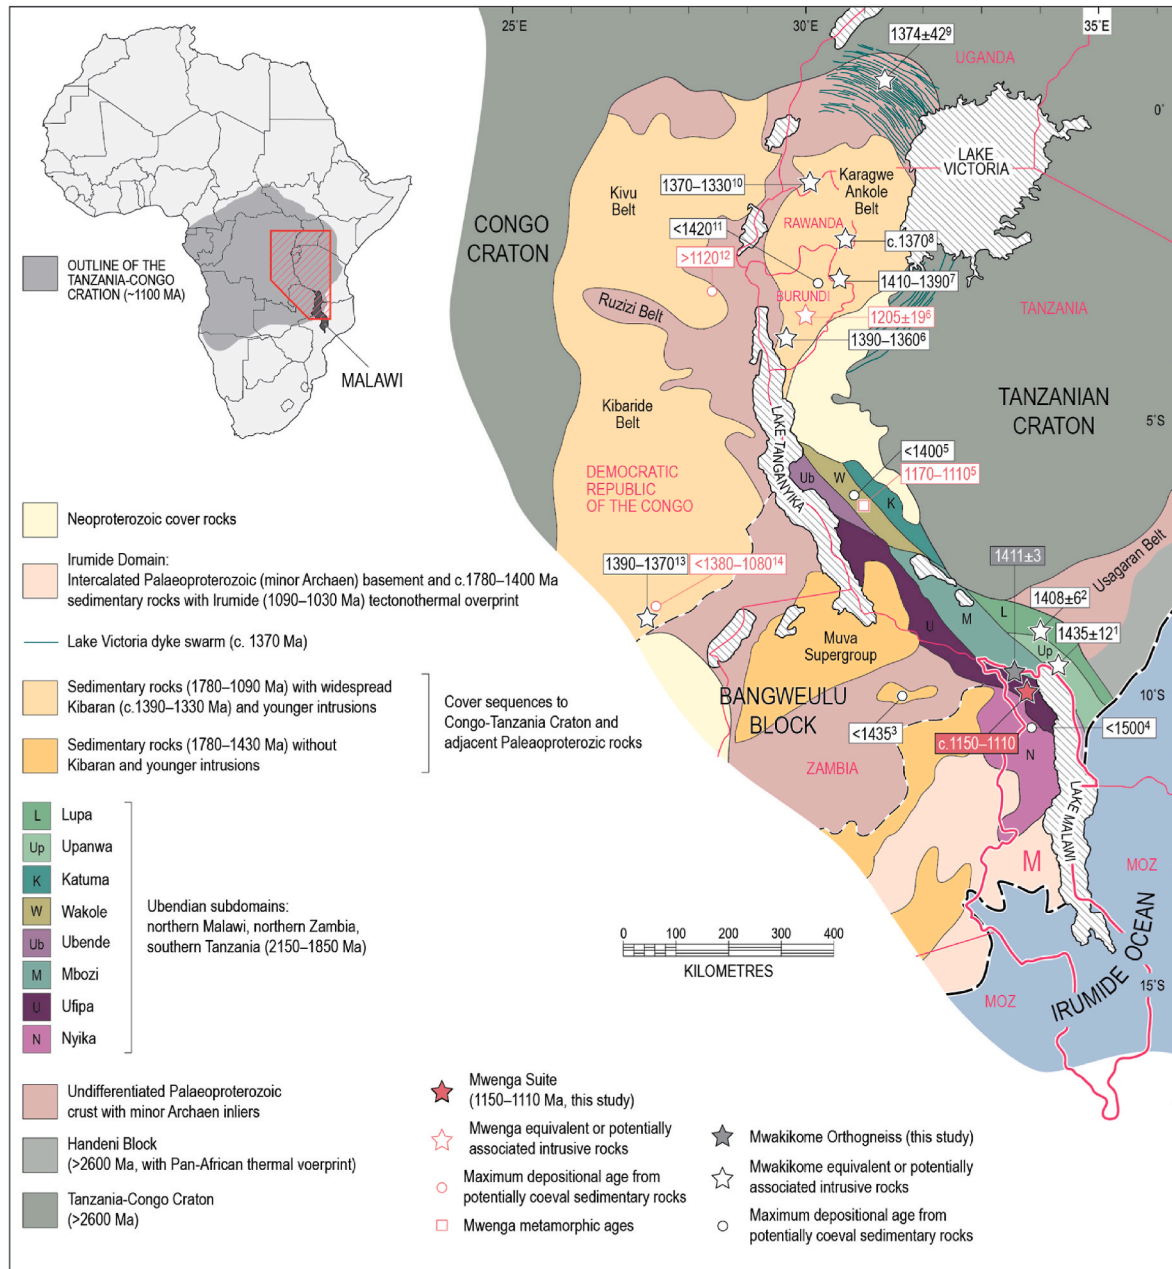 25˚E
30˚E
35˚E
1374±42⁹
UGANDA
0˚
LAKE
VICTORIA
Kivu
Belt
1370–1330¹⁰
Karagwe
Ankole
Belt
RAWANDA
CONGO
CRATON
<1420¹¹
c.1370⁸
>1120¹²
1410–1390⁷
BURUNDI
Ruzizi Belt
1205±19⁶
TANZANIA
1390–1360⁶
OUTLINE OF THE
TANZANIA-CONGO
CRATION (~1100 MA)
MALAWI
TANZANIAN
CRATON
Kibaride
Belt
LAKE TANGANYIKA
5˚S
<1400⁵
Ub
W
K
1170–1110⁵
DEMOCRATIC
REPUBLIC
OF THE CONGO
1411±3
Usagaran Belt
1390–1370¹³
<1380–1080¹⁴
1408±6²
L
M
U
Up
1435±12¹
Muva
Supergroup
BANGWEULU
BLOCK
10˚S
<1435³
c.1150–1110
<1500⁴
N
ZAMBIA
LAKE MALAWI
M
MOZ
0 100 200 300 400
KILOMETRES
IRUMIDE OCEAN
15˚S
MOZ
Neoproterozoic cover rocks
Irumide Domain:
Intercalated Palaeoproterozoic (minor Archaen) basement and c.1780–1400 Ma
sedimentary rocks with Irumide (1090–1030 Ma) tectonothermal overprint
Lake Victoria dyke swarm (c. 1370 Ma)
Sedimentary rocks (1780–1090 Ma) with widespread
Kibaran (c.1390–1330 Ma) and younger intrusions
Sedimentary rocks (1780–1430 Ma) without
Kibaran and younger intrusions
Cover sequences to
Congo-Tanzania Craton and
adjacent Paleaoproterozic rocks
L Lupa
Up Upanwa
K Katuma
W Wakole
Ub Ubende
M Mbozi
U Ufipa
N Nyika
Ubendian subdomains:
northern Malawi, northern Zambia,
southern Tanzania (2150–1850 Ma)
Undifferentiated Palaeoproterozoic
crust with minor Archaen inliers
Handeni Block
(>2600 Ma, with Pan-African thermal voerprint)
Tanzania-Congo Craton
(>2600 Ma)
Mwenga Suite
(1150–1110 Ma, this study)
Mwenga equivalent or potentially
associated intrusive rocks
Maximum depositional age from
potentially coeval sedimentary rocks
Mwenga metamorphic ages
Mwakikome Orthogneiss (this study)
Mwakikome equivalent or potentially
associated intrusive rocks
Maximum depositional age from
potentially coeval sedimentary rocks